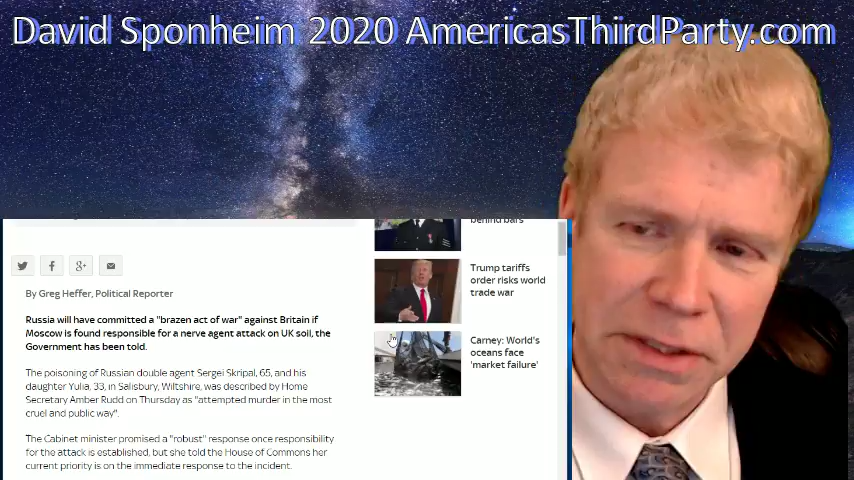 David Sponheim 2020 AmericasThirdParty.com
behind bars
By Greg Heffer, Political Reporter
Russia will have committed a "brazen act of war" against Britain if
Moscow is found responsible for a nerve agent attack on UK soil, the
Government has been told.
The poisoning of Russian double agent Sergei Skripal, 65, and his
daughter Yulia, 33, in Salisbury, Wiltshire, was described by Home
Secretary Amber Rudd on Thursday as "attempted murder in the most
cruel and public way".
The Cabinet minister promised a "robust" response once responsibility
for the attack is established, but she told the House of Commons her
current priority is on the immediate response to the incident.
Trump tariffs
order risks world
trade war
Carney: World's
oceans face
'market failure'